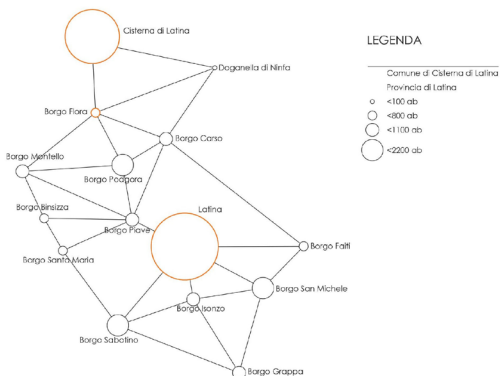 Cisterna di Latina
LEGENDA
Doganella di Ninfa
Comune di Cisterna di Latina
Provincia di Latina
<100 ab
<800 ab
<1100 ab
<2200 ab
Borgo Flora
Borgo Carso
Borgo Montello
Borgo Podgora
Borgo Binsizza
Latina
Borgo Piave
Borgo Faiti
Borgo Santa Maria
Borgo San Michele
Borgo Isonzo
Borgo Sabotino
Borgo Grappa